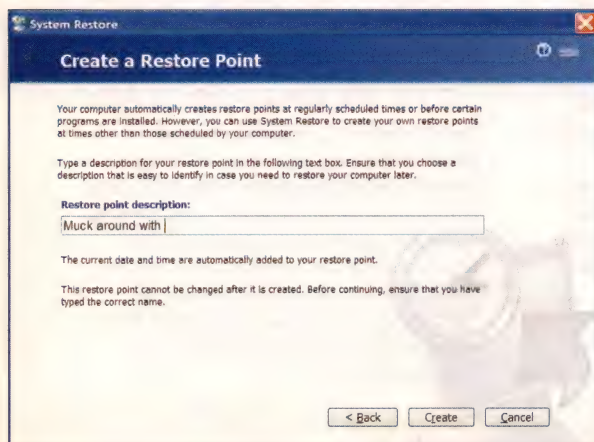 System Restore
Create a Restore Point
Your computer automatically creates restore points at regularly scheduled times or before certain
programs are installed. However, you can use System Restore to create your own restore points
at times other than those scheduled by your computer.
Type a description for your restore point in the following text box. Ensure that you choose a
description that is easy to identify in case you need to restore your computer later.
Restore point description:
Muck around with
The current date and time are automatically added to your restore point.
This restore point cannot be changed after it is created. Before continuing, ensure that you have
typed the correct name.
< Back
Create
Cancel